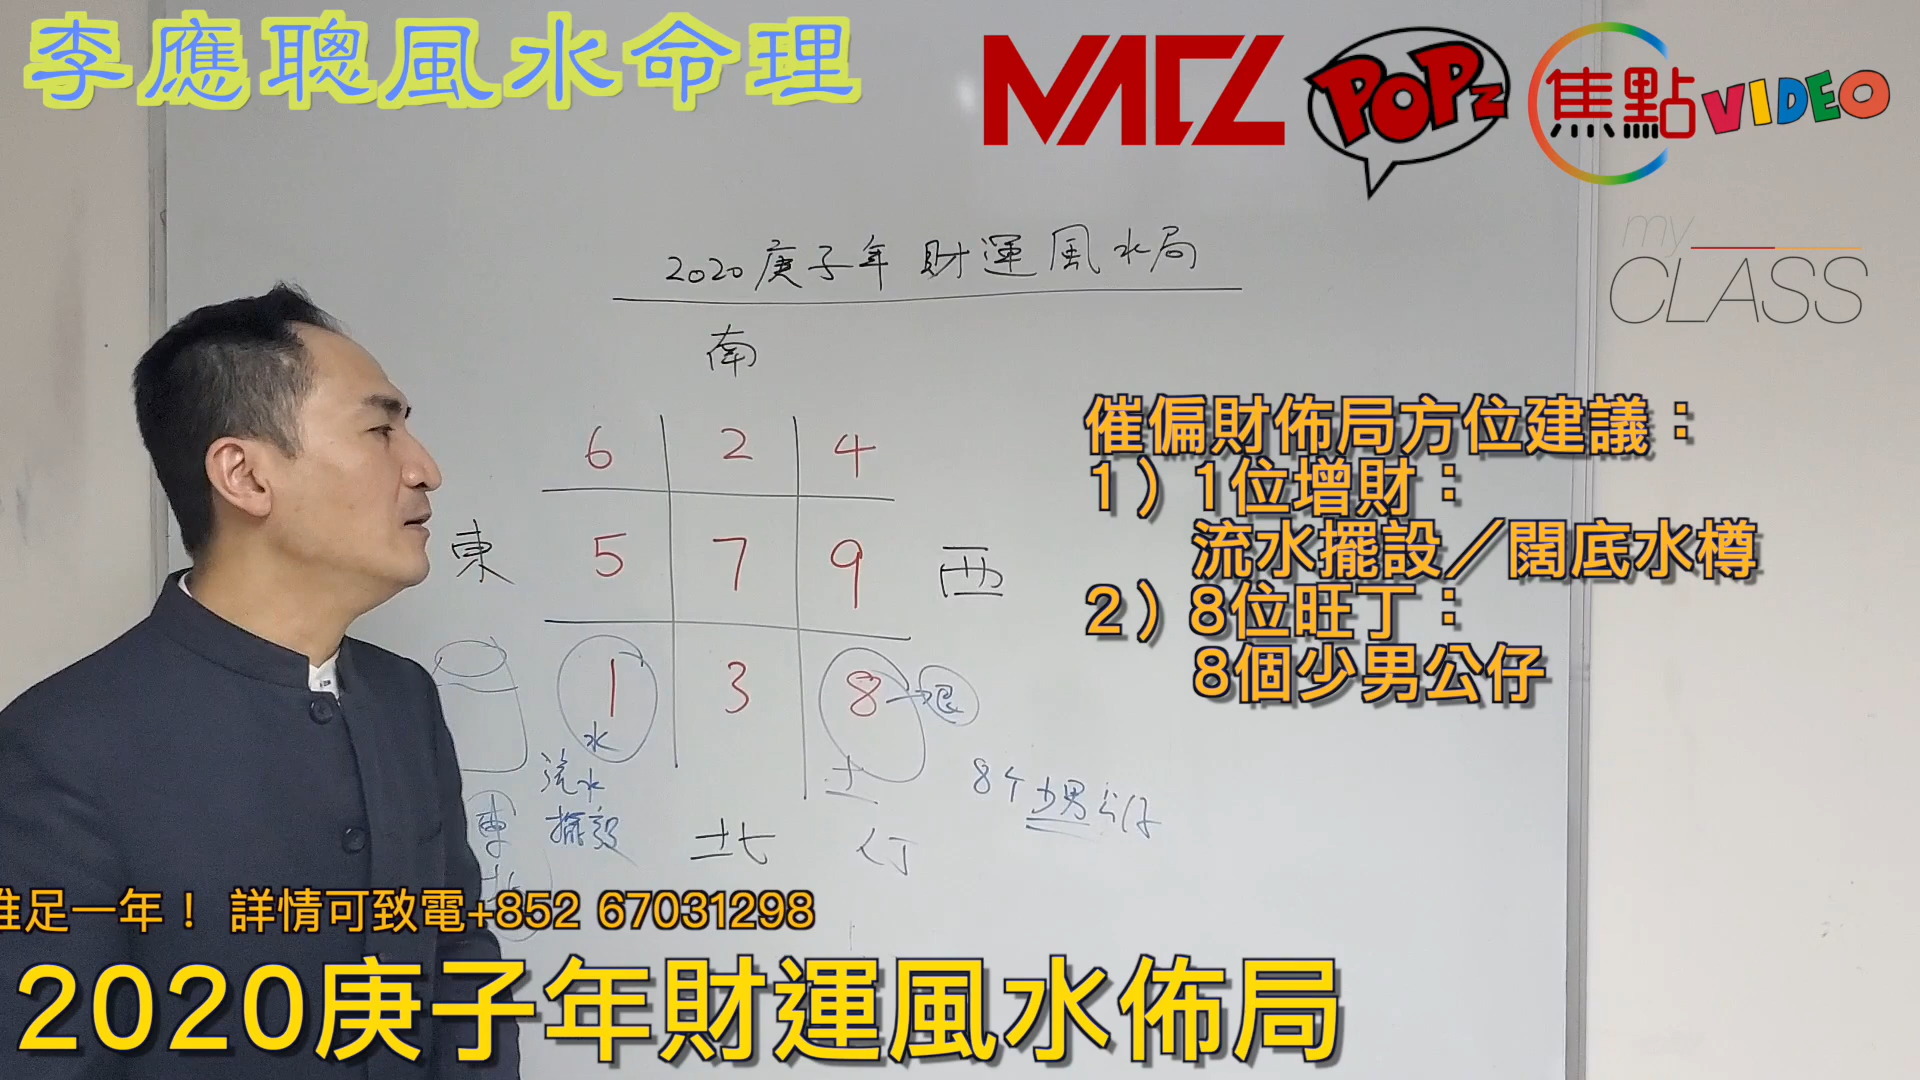 李應聰風水命理
MACL
POPz
焦點VIDEO
my
CLASS
2020庚子年 財運風水局
南
6 2 4
東 5 7 9 西
1 3 8
水
流水
擺設
東
北
土
8个少男公仔
催偏財佈局方位建議：
1）1位增財：
流水擺設／闊底水樽
2）8位旺丁：
8個少男公仔
足一年！ 詳情可致電+852 67031298
2020庚子年財運風水佈局